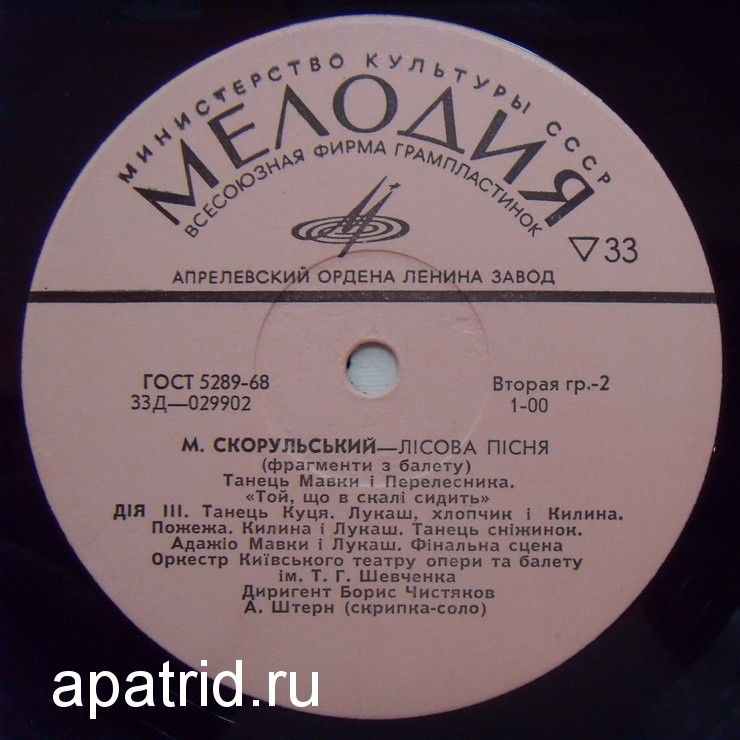 МИНИСТЕРСТВО КУЛЬТУРЫ СССР
МЕЛОДИЯ
ВСЕСОЮЗНАЯ ФИРМА ГРАМПЛАСТИНОК
▽33
АПРЕЛЕВСКИЙ ОРДЕНА ЛЕНИНА ЗАВОД
ГОСТ 5289-68 Вторая гр.-2
33Д—029902 1-00
М. СКОРУЛЬСЬКИЙ—ЛІСОВА ПІСНЯ
(фрагменти з балету)
Танець Мавки і Перелесника.
«Той, що в скалі сидить»
ДІЯ III. Танець Куця. Лукаш, хлопчик і Килина.
Пожежа. Килина і Лукаш. Танець сніжинок.
Адажіо Мавки і Лукаш. Фінальна сцена
Оркестр Київського театру опери та балету
ім. Т. Г. Шевченка
Диригент Борис Чистяков
А. Штерн (скрипка-соло)
apatrid.ru